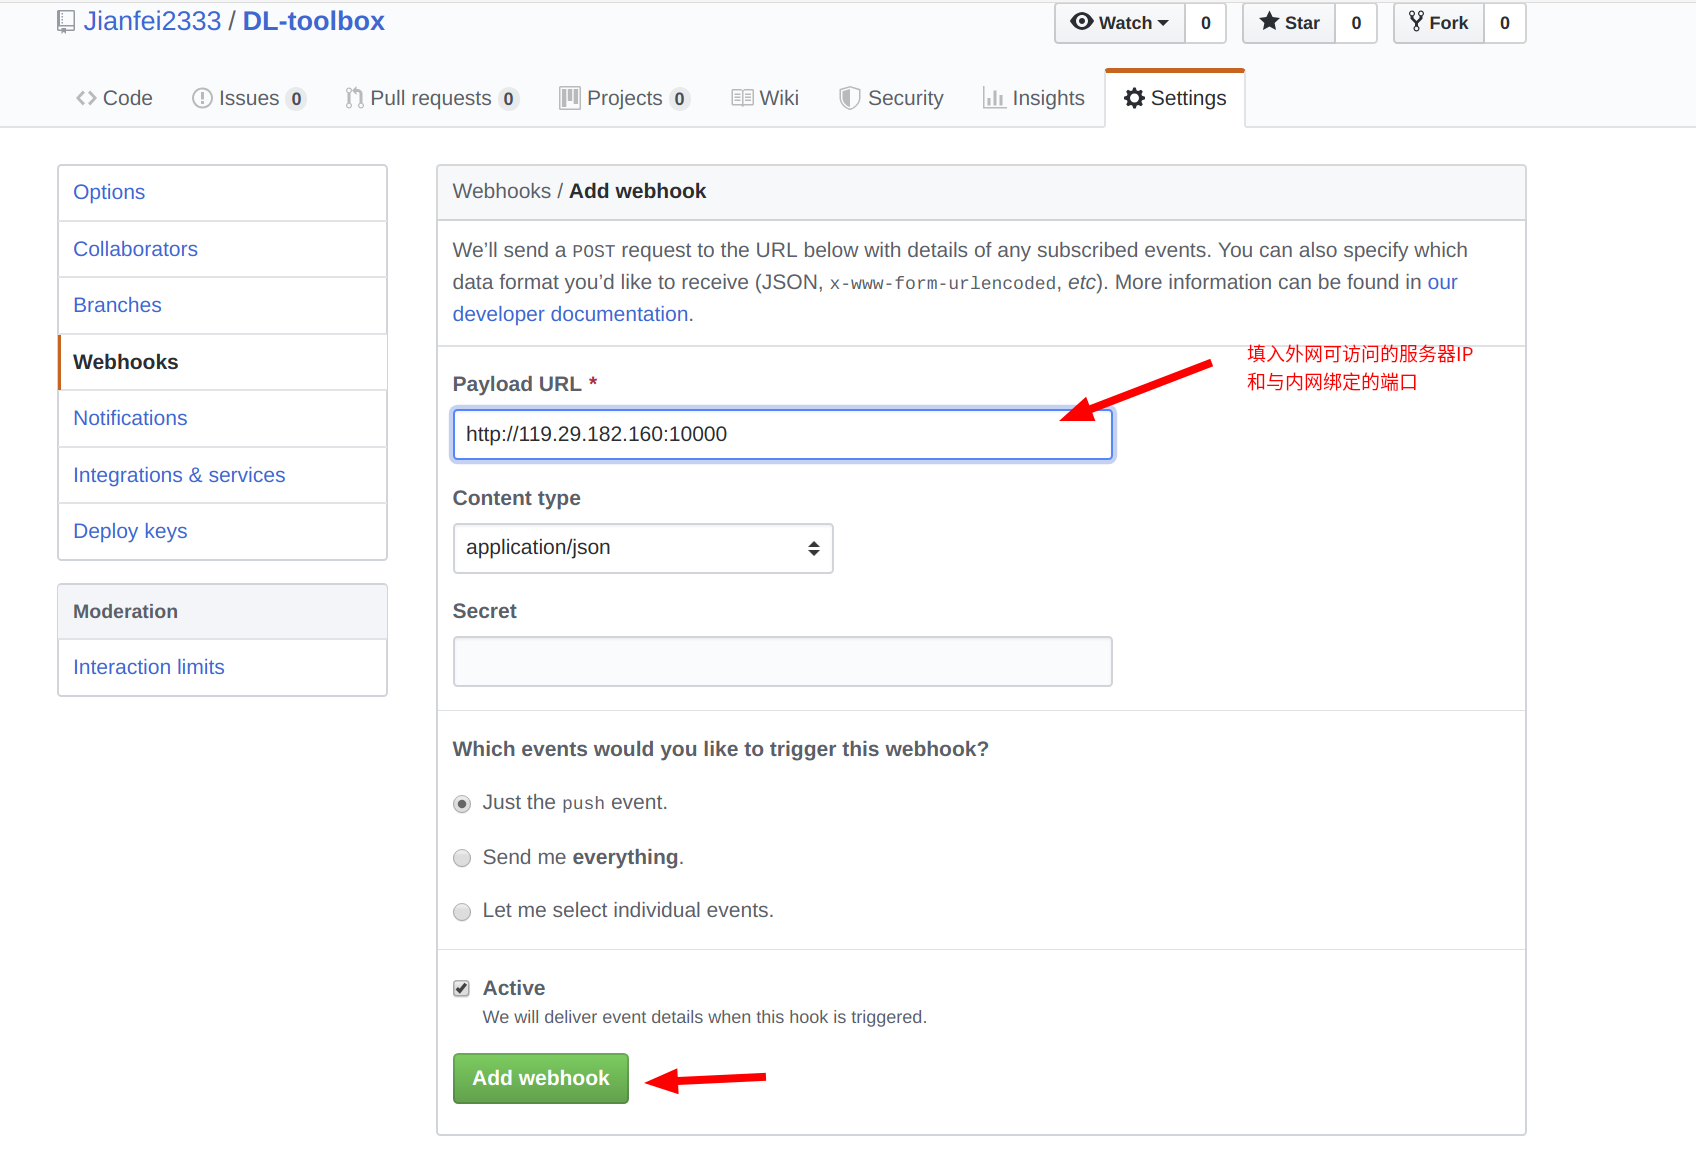 Jianfei2333 / DL-toolbox
Watch 0 Star 0 Fork 0
Code Issues 0 Pull requests 0 Projects 0 Wiki Security Insights Settings
Options
Collaborators
Branches
Webhooks
Notifications
Integrations & services
Deploy keys
Moderation
Interaction limits
Webhooks / Add webhook
We’ll send a POST request to the URL below with details of any subscribed events. You can also specify which
data format you’d like to receive (JSON, x-www-form-urlencoded, etc). More information can be found in our
developer documentation.
填入外网可访问的服务器IP
和与内网绑定的端口
Payload URL *
http://119.29.182.160:10000
Content type
application/json
Secret
Which events would you like to trigger this webhook?
Just the push event.
Send me everything.
Let me select individual events.
Active
We will deliver event details when this hook is triggered.
Add webhook